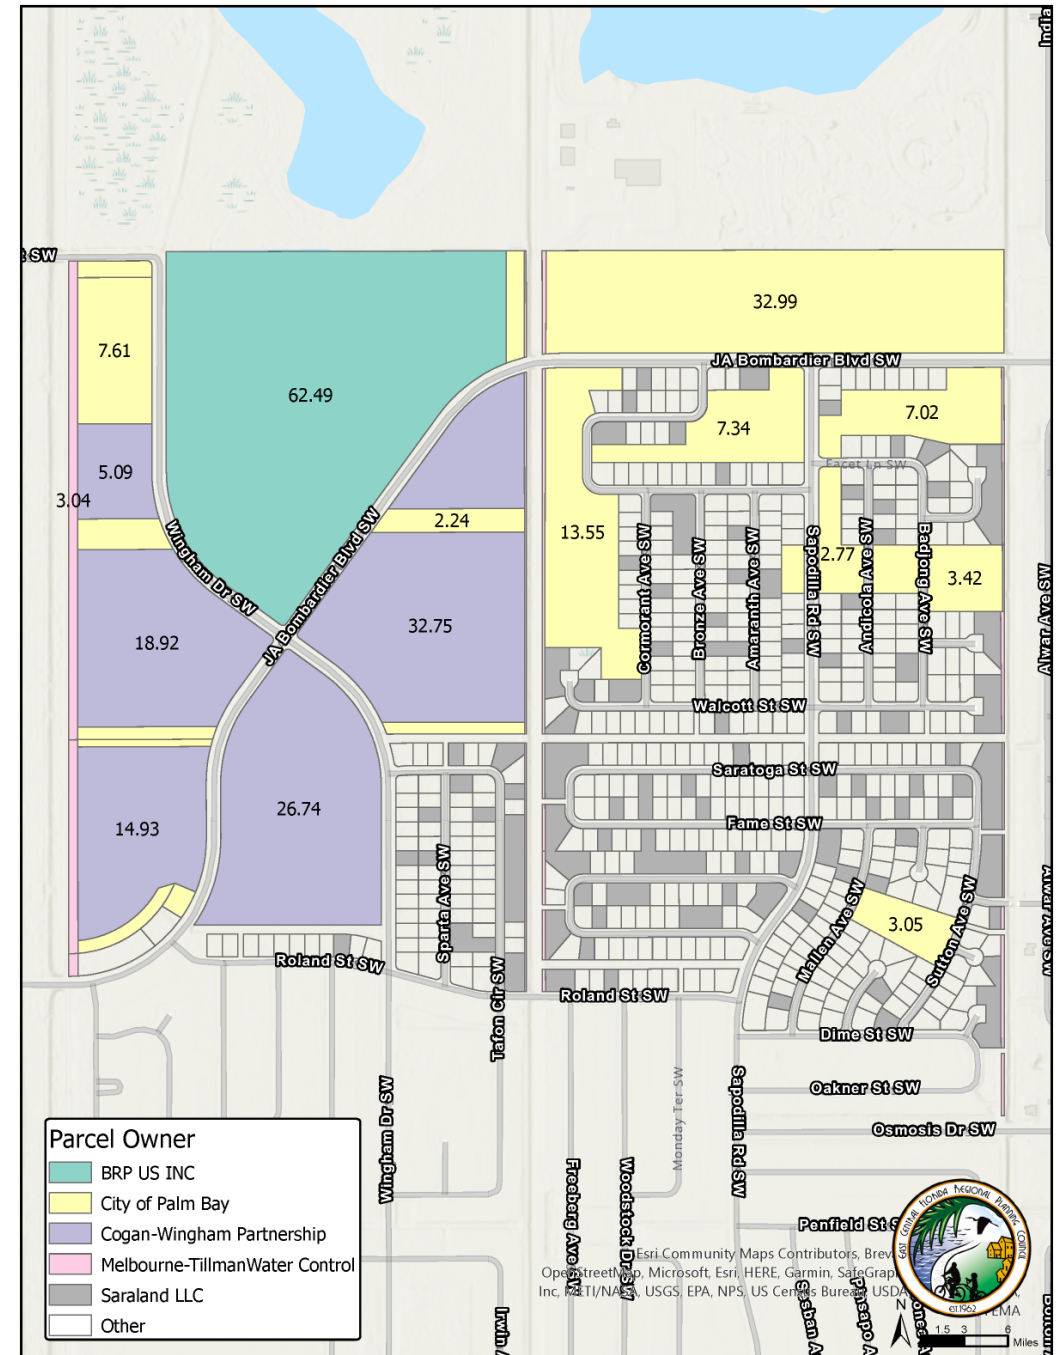 India
SW
32.99
7.61
JA Bombardier Blvd SW
62.49
7.02
7.34
5.09
Facet Ln SW
3.04
2.24
13.55
2.77
3.42
Wingham Dr SW
JA Bombardier Blvd SW
Cormorant Ave SW
Bronze Ave SW
Amaranth Ave SW
Sapodilla Rd SW
Andicola Ave SW
Badjong Ave SW
Alwar Ave SW
18.92
32.75
Walcott St SW
Saratoga St SW
14.93
26.74
Fame St SW
Sparta Ave SW
Mallen Ave SW
3.05
Sutton Ave SW
Alwar Ave SW
Roland St SW
Roland St SW
Tafon Cir SW
Dime St SW
Oakner St SW
Wingham Dr SW
Monday Ter SW
Sapodilla Rd SW
Osmosis Dr SW
Freeberg Ave SW
Woodstock Dr SW
Penfield St S
Parcel Owner
BRP US INC
City of Palm Bay
Cogan-Wingham Partnership
Melbourne-TillmanWater Control
Saraland LLC
Other
Irwin
Esri Community Maps Contributors, Brev
OpenStreetMap, Microsoft, Esri, HERE, Garmin, SafeGrap
Inc, METI/NASA, USGS, EPA, NPS, US Census Bureau, USDA
FEMA
EAST CENTRAL FLORIDA REGIONAL PLANNING COUNCIL
EST.1962
N
1.5 3 6
Miles